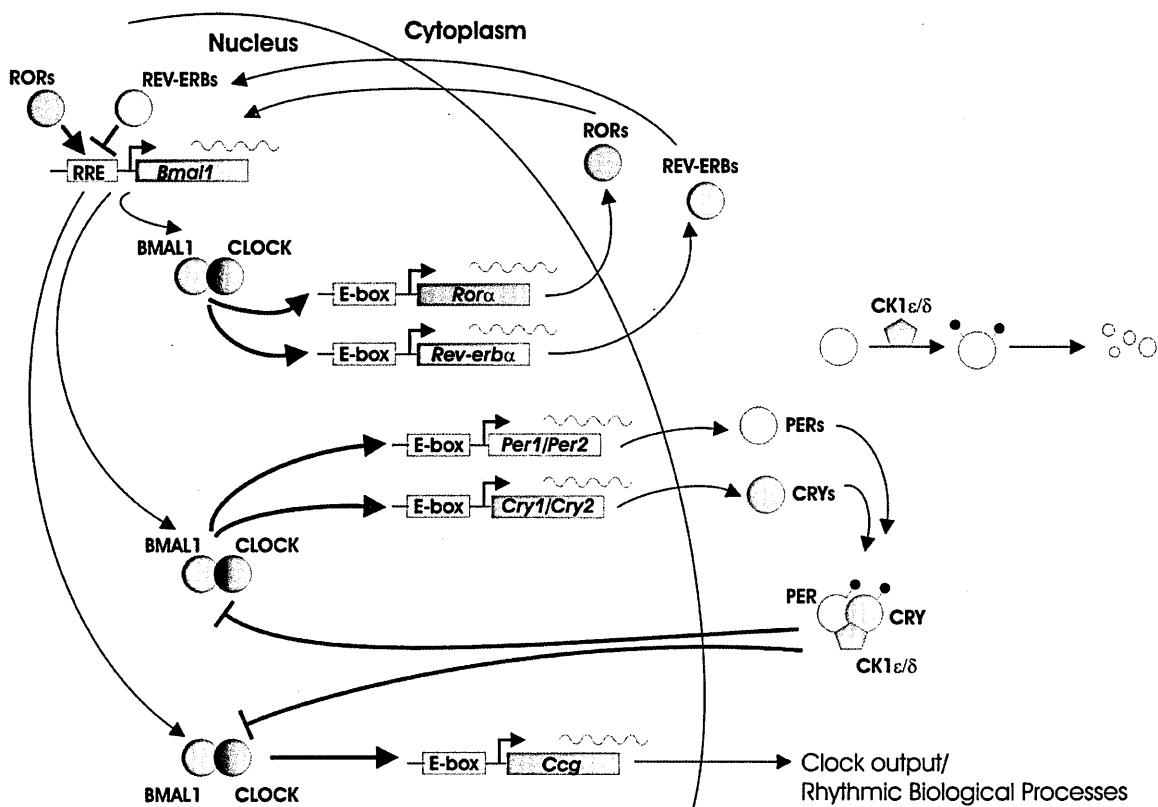 Nucleus
Cytoplasm
RORs
REV-ERBs
RRE
Bmal1
RORs
REV-ERBs
BMAL1
CLOCK
E-box
Rorα
E-box
Rev-erbα
CK1ε/δ
E-box
Per1/Per2
PERs
E-box
Cry1/Cry2
CRYs
BMAL1
CLOCK
PER
CRY
CK1ε/δ
BMAL1
CLOCK
E-box
Ccg
Clock output/
Rhythmic Biological Processes